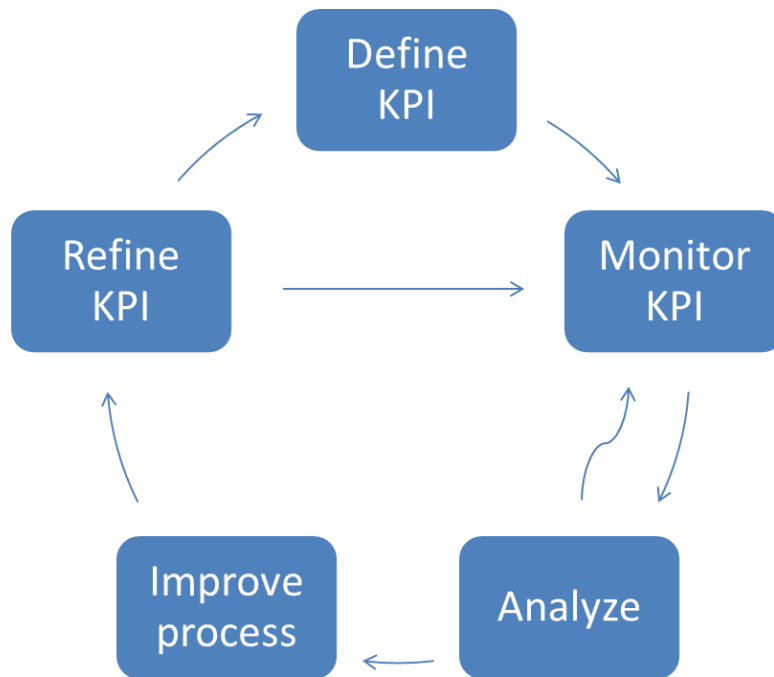 Define
KPI
Refine
KPI
Monitor
KPI
Improve
process
Analyze